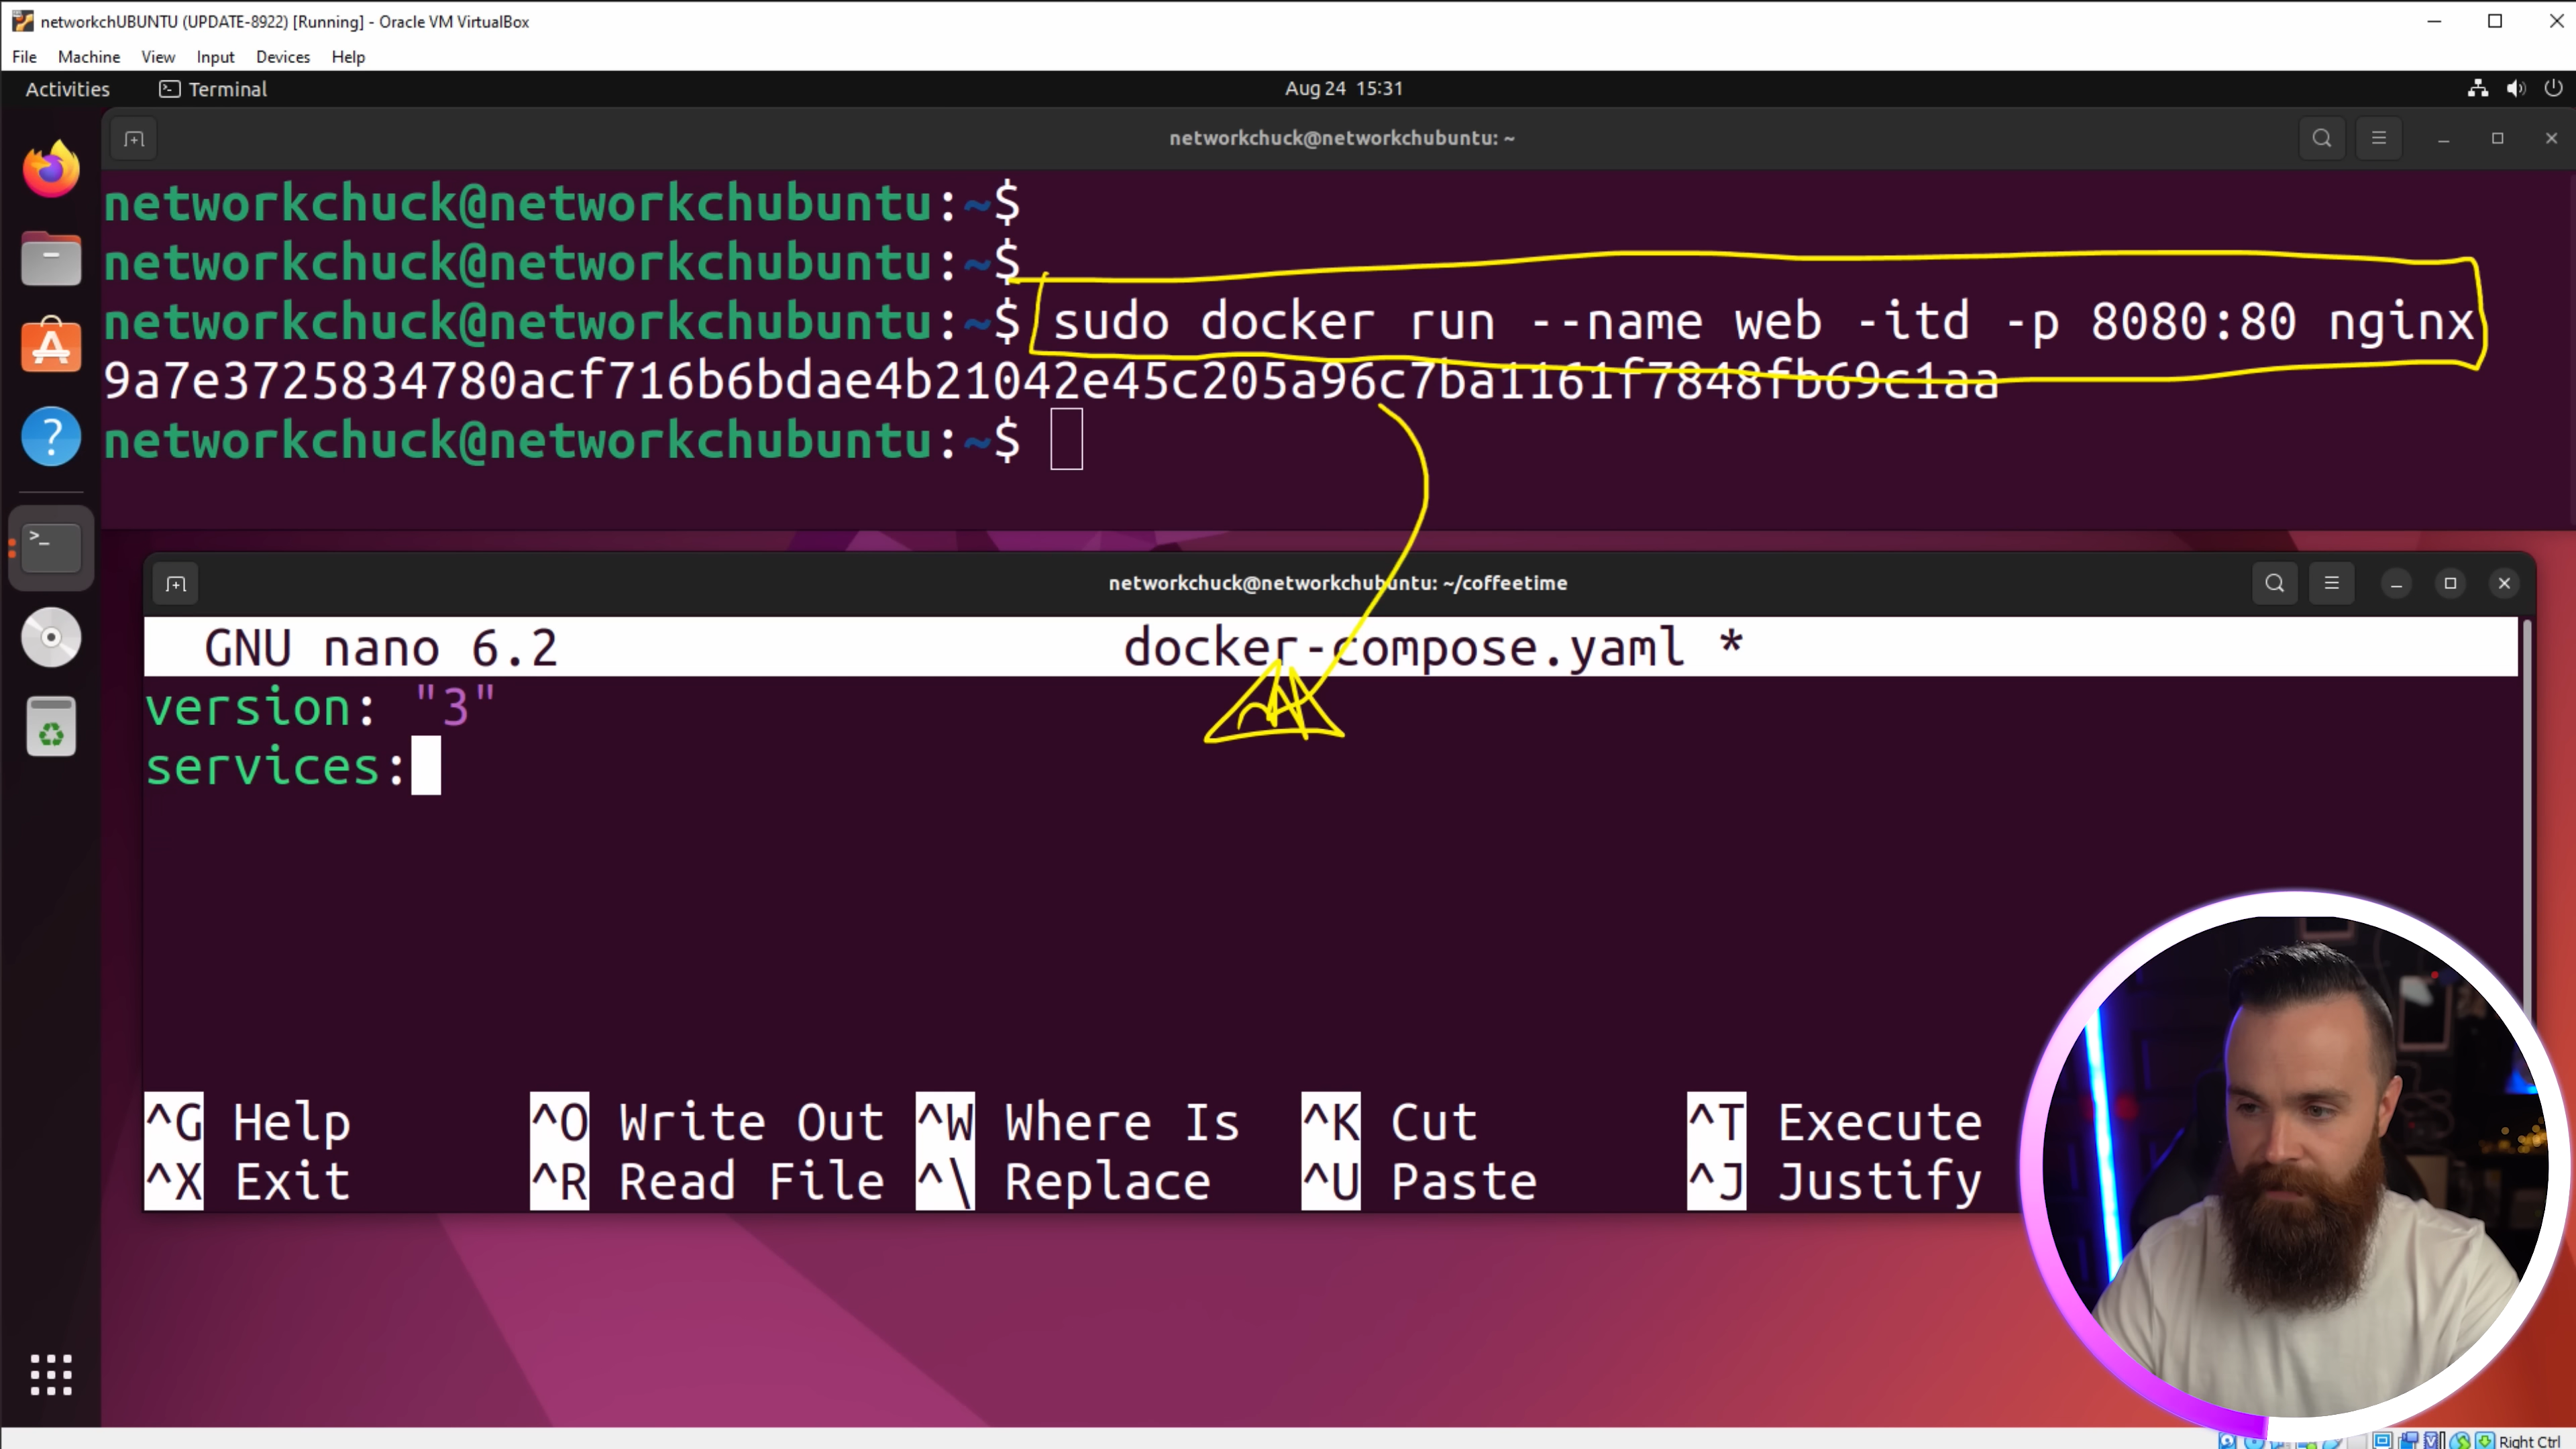 networkchUBUNTU (UPDATE-8922) [Running] - Oracle VM VirtualBox
File Machine View Input Devices Help
Activities Terminal Aug 24 15:31
networkchuck@networkchubuntu: ~
networkchuck@networkchubuntu:~$
networkchuck@networkchubuntu:~$
networkchuck@networkchubuntu:~$ sudo docker run --name web -itd -p 8080:80 nginx
9a7e3725834780acf716b6bdae4b21042e45c205a96c7ba1161f7848fb69c1aa
networkchuck@networkchubuntu:~$
networkchuck@networkchubuntu: ~/coffeetime
GNU nano 6.2 docker-compose.yaml *
version: "3"
services:
^G Help ^O Write Out ^W Where Is ^K Cut ^T Execute
^X Exit ^R Read File ^\ Replace ^U Paste ^J Justify
Right Ctrl